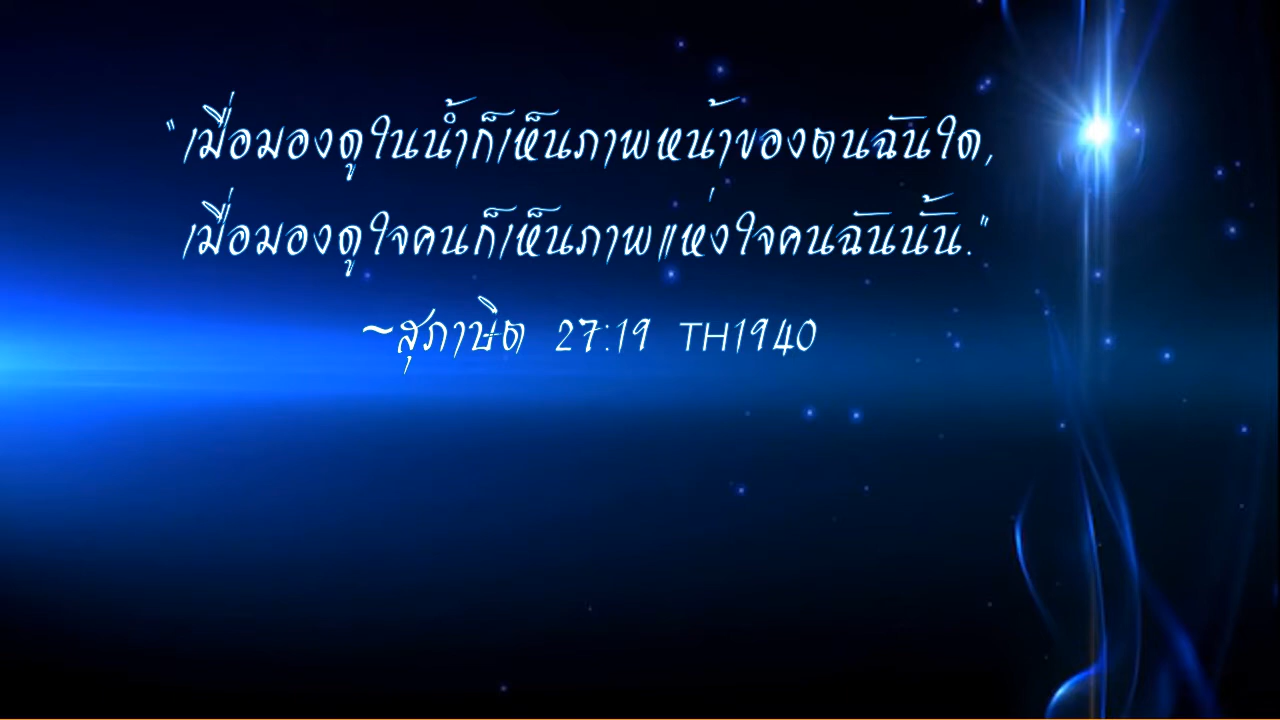 "เมื่อมองดูในน้ำก็เห็นภาพหน้าของตนฉันใด,
เมื่อมองดูใจคนก็เห็นภาพแห่งใจคนฉันนั้น."
~สุภาษิต 27:19 TH1940